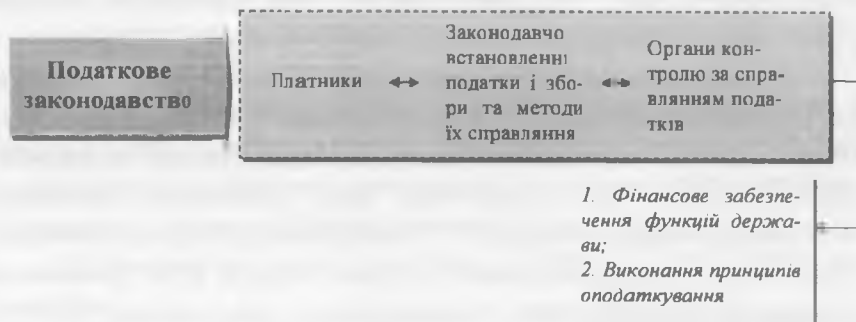 Податкове
законодавство
Платники
Законодавчо
встановлені
податки і збо-
ри та методи
їх справляння
Органи кон-
тролю за спра-
влянням пода-
тків
1. Фінансове забезпе-
чення функцій держа-
ви;
2. Виконання принципів
оподаткування